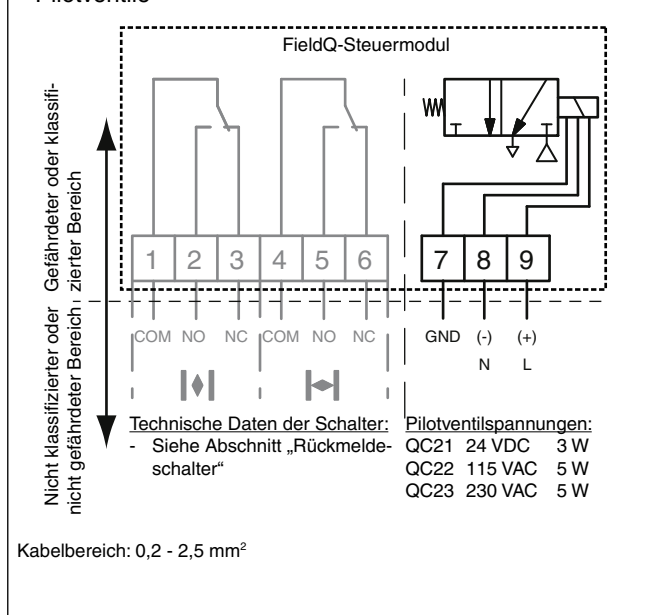 Pilotventile
FieldQ-Steuermodul
Gefährdeter oder klassifi-
zierter Bereich
Nicht klassifizierter oder
nicht gefährdeter Bereich
1 2 3 4 5 6 7 8 9
COM NO NC COM NO NC GND (-) (+)
N L
Technische Daten der Schalter:
- Siehe Abschnitt „Rückmelde-
schalter“
Pilotventilspannungen:
QC21 24 VDC 3 W
QC22 115 VAC 5 W
QC23 230 VAC 5 W
Kabelbereich: 0,2 - 2,5 mm²